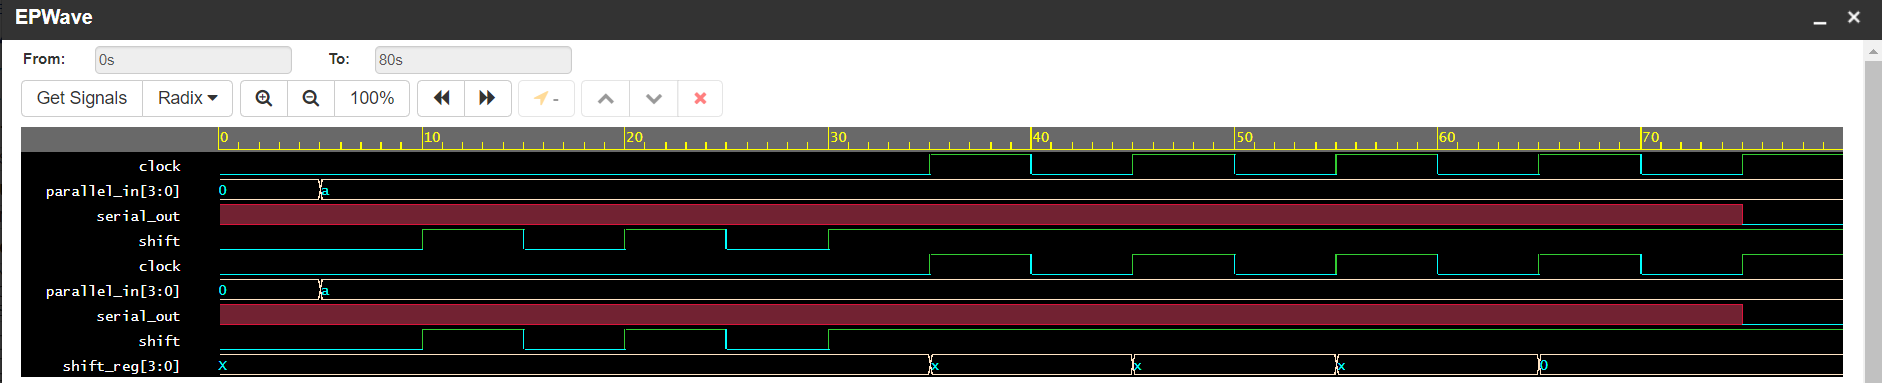 EPWave
From: 0s To: 80s
Get Signals Radix 100% -
0 10 20 30 40 50 60 70
clock
parallel_in[3:0] 0 a
serial_out
shift
clock
parallel_in[3:0] 0 a
serial_out
shift
shift_reg[3:0] X x x x 0